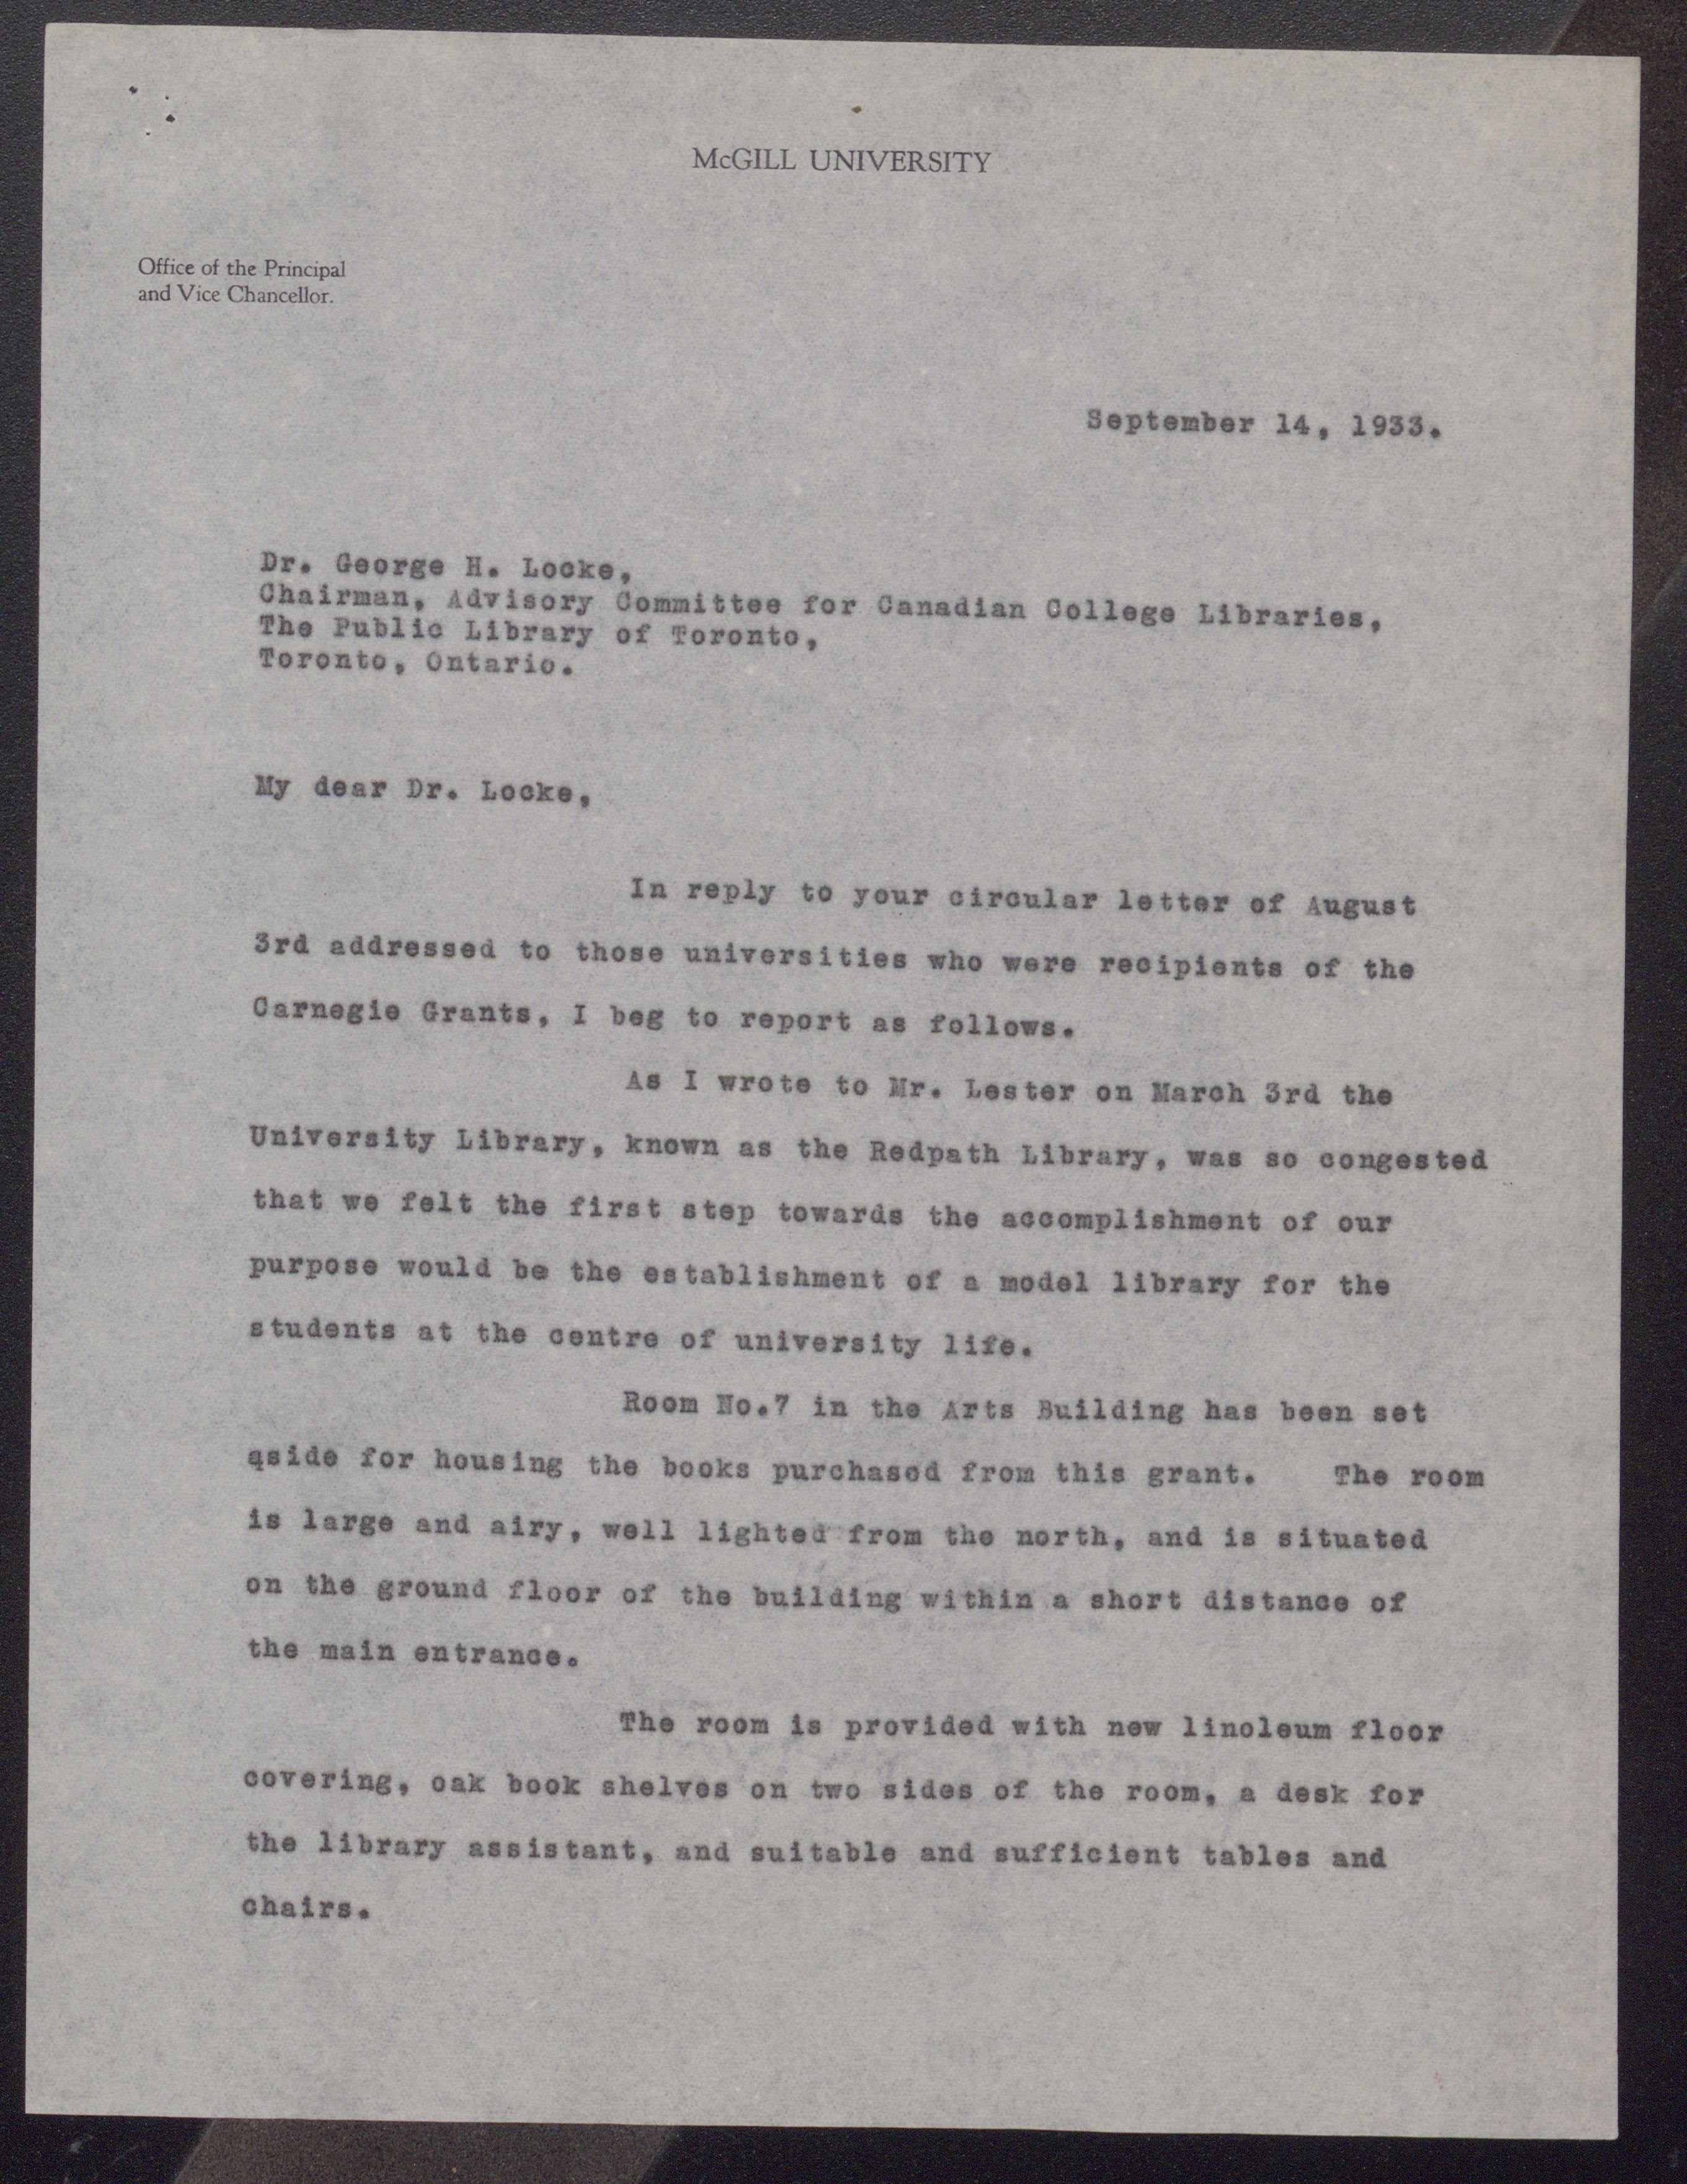 McGILL UNIVERSITY
Office of the Principal
and Vice Chancellor.
September 14, 1933.
Dr. George H. Locke,
Chairman, Advisory Committee for Canadian College Libraries,
The Public Library of Toronto,
Toronto, Ontario.
My dear Dr. Locke,
In reply to your circular letter of August
3rd addressed to those universities who were recipients of the
Carnegie Grants, I beg to report as follows.
As I wrote to Mr. Lester on March 3rd the
University Library, known as the Redpath Library, was so congested
that we felt the first step towards the accomplishment of our
purpose would be the establishment of a model library for the
students at the centre of university life.
Room No.7 in the Arts Building has been set
aside for housing the books purchased from this grant. The room
is large and airy, well lighted from the north, and is situated
on the ground floor of the building within a short distance of
the main entrance.
The room is provided with new linoleum floor
covering, oak book shelves on two sides of the room, a desk for
the library assistant, and suitable and sufficient tables and
chairs.